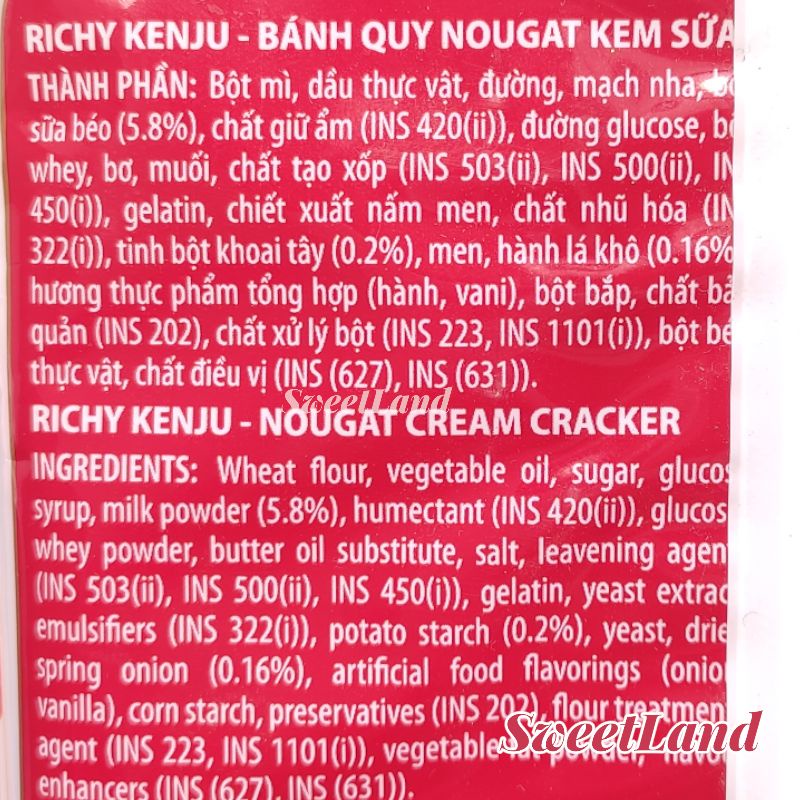 RICHY KENJU - BÁNH QUY NOUGAT KEM SỮA
THÀNH PHẦN: Bột mì, dầu thực vật, đường, mạch nha,
sữa béo (5.8%), chất giữ ẩm (INS 420(ii)), đường glucose,
whey, bơ, muối, chất tạo xốp (INS 503(ii), INS 500(ii),
450(i)), gelatin, chiết xuất nấm men, chất nhũ hóa
322(i)), tinh bột khoai tây (0.2%), men, hành lá khô (0.16%
hương thực phẩm tổng hợp (hành, vani), bột bắp, chất
quản (INS 202), chất xử lý bột (INS 223, INS 1101(i)), bột
thực vật, chất điều vị (INS (627), INS (631)).
SweetLand
RICHY KENJU - NOUGAT CREAM CRACKER
INGREDIENTS: Wheat flour, vegetable oil, sugar,
syrup, milk powder (5.8%), humectant (INS 420(ii)),
whey powder, butter oil substitute, salt, leavening agen
(INS 503(ii), INS 500(ii), INS 450(i)), gelatin, yeast extrac
emulsifiers (INS 322(i)), potato starch (0.2%), yeast,
spring onion (0.16%), artificial food flavorings
vanilla), corn starch, preservatives (INS 202), flour treatment
agent (INS 223, INS 1101(i)), vegetable powder,
enhancers (INS (627), INS (631)).
SweetLand